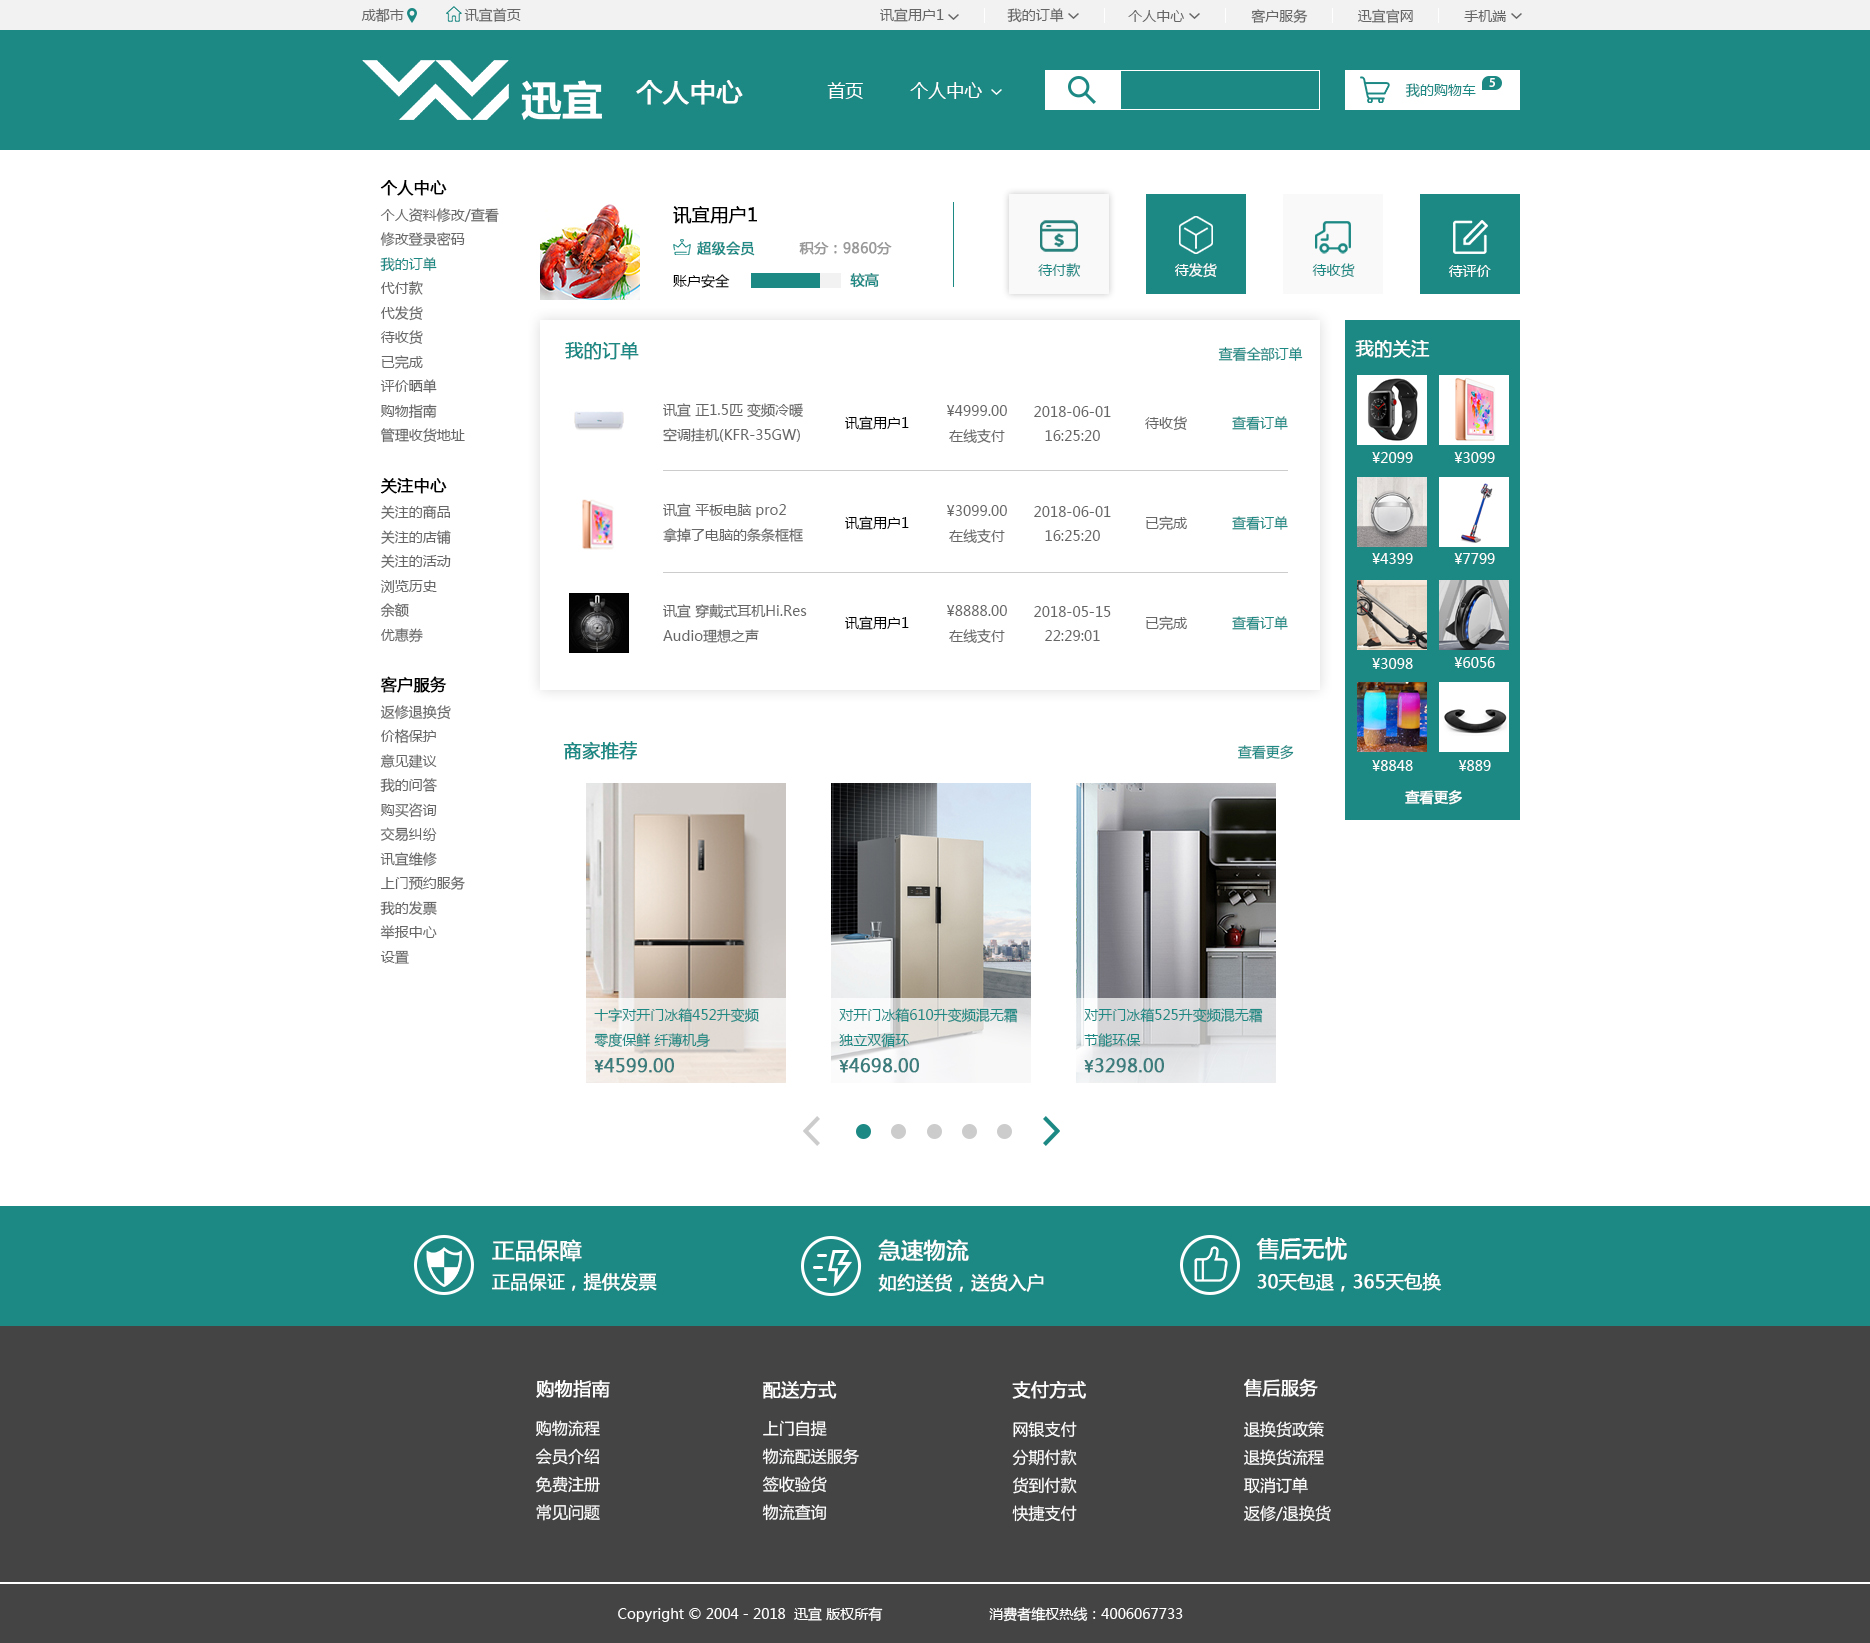 成都市
讯宜首页
讯宜用户1
我的订单
个人中心
客户服务
迅宜官网
手机端
迅宜
个人中心
首页
个人中心
我的购物车
5
个人中心
个人资料修改/查看
修改登录密码
我的订单
代付款
代发货
待收货
已完成
评价晒单
购物指南
管理收货地址
关注中心
关注的商品
关注的店铺
关注的活动
浏览历史
余额
优惠券
客户服务
返修退换货
价格保护
意见建议
我的问答
购买咨询
交易纠纷
讯宜维修
上门预约服务
我的发票
举报中心
设置
讯宜用户1
超级会员
积分：9860分
账户安全
较高
待付款
待发货
待收货
待评价
我的订单
查看全部订单
讯宜 正1.5匹 变频冷暖
空调挂机(KFR-35GW)
讯宜用户1
¥4999.00
在线支付
2018-06-01
16:25:20
待收货
查看订单
讯宜 平板电脑 pro2
拿掉了电脑的条条框框
讯宜用户1
¥3099.00
在线支付
2018-06-01
16:25:20
已完成
查看订单
讯宜 穿戴式耳机Hi.Res
Audio理想之声
讯宜用户1
¥8888.00
在线支付
2018-05-15
22:29:01
已完成
查看订单
我的关注
¥2099
¥3099
¥4399
¥7799
¥3098
¥6056
¥8848
¥889
查看更多
商家推荐
查看更多
十字对开门冰箱452升变频
零度保鲜 纤薄机身
¥4599.00
对开门冰箱610升变频混无霜
独立双循环
¥4698.00
对开门冰箱525升变频混无霜
节能环保
¥3298.00
正品保障
正品保证，提供发票
急速物流
如约送货，送货入户
售后无忧
30天包退，365天包换
购物指南
购物流程
会员介绍
免费注册
常见问题
配送方式
上门自提
物流配送服务
签收验货
物流查询
支付方式
网银支付
分期付款
货到付款
快捷支付
售后服务
退换货政策
退换货流程
取消订单
返修/退换货
Copyright © 2004 - 2018 迅宜 版权所有
消费者维权热线：4006067733